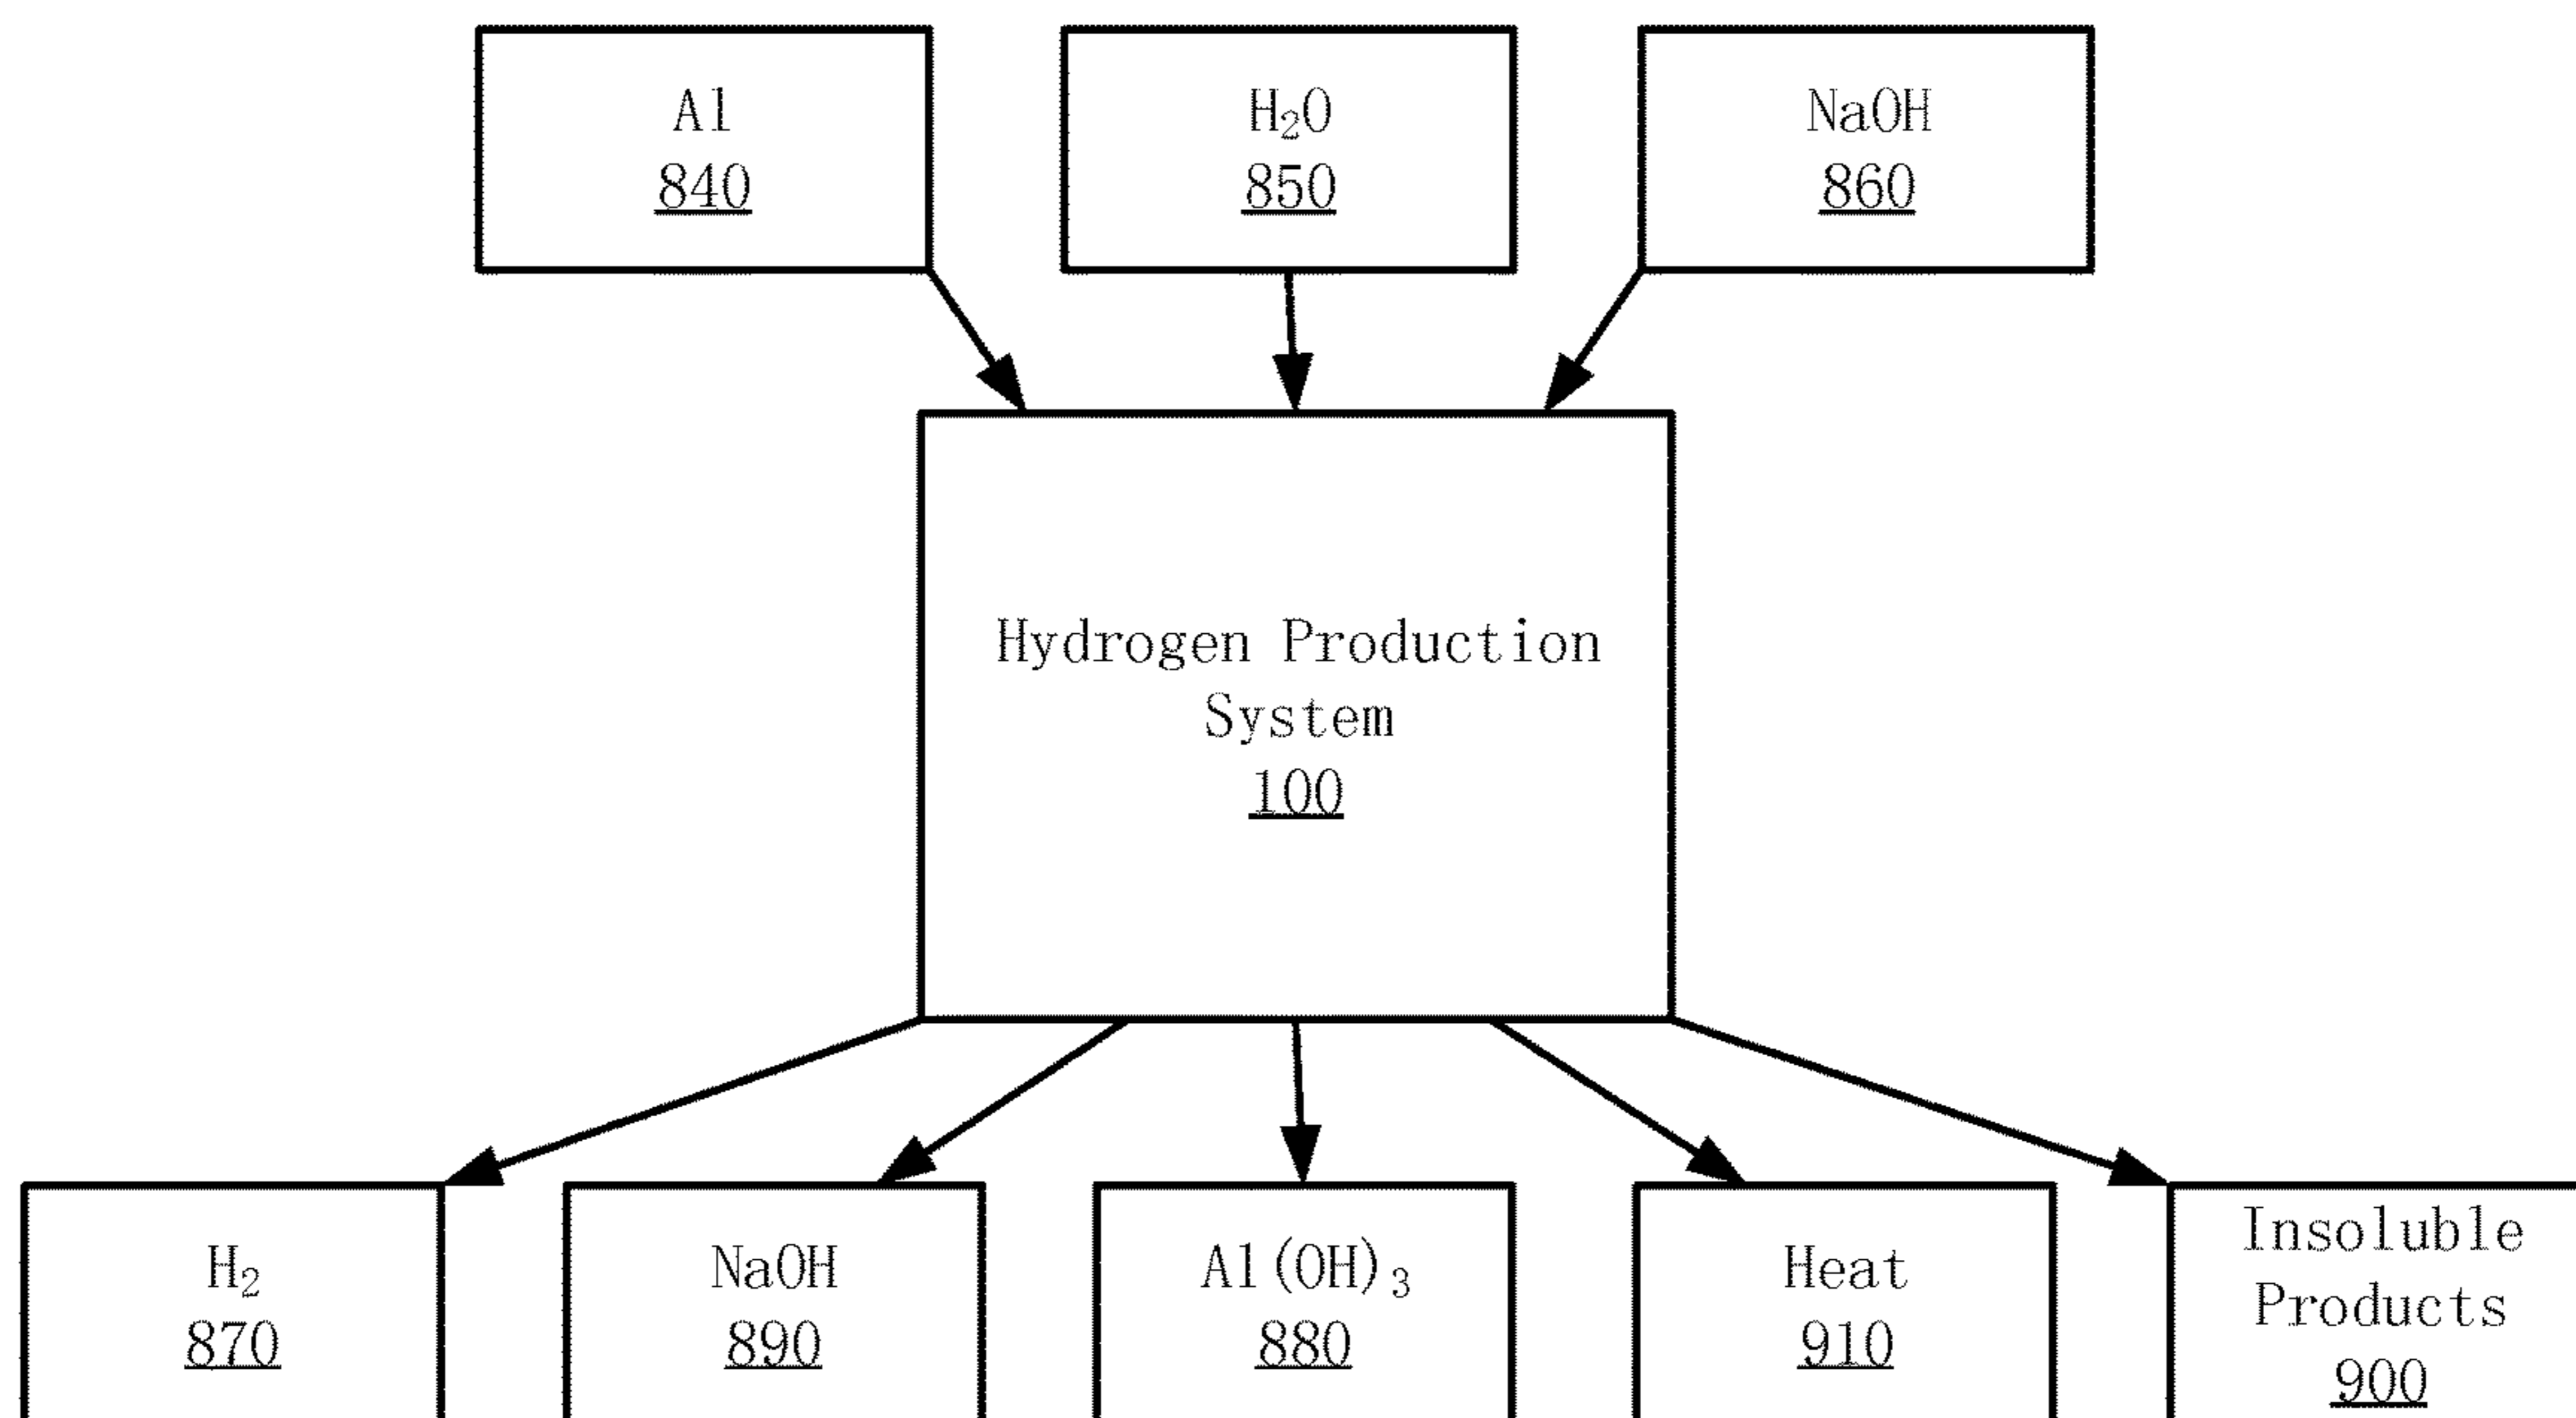 Al
840
H₂O
850
NaOH
860
Hydrogen Production
System
100
H₂
870
NaOH
890
Al(OH)₃
880
Heat
910
Insoluble
Products
900